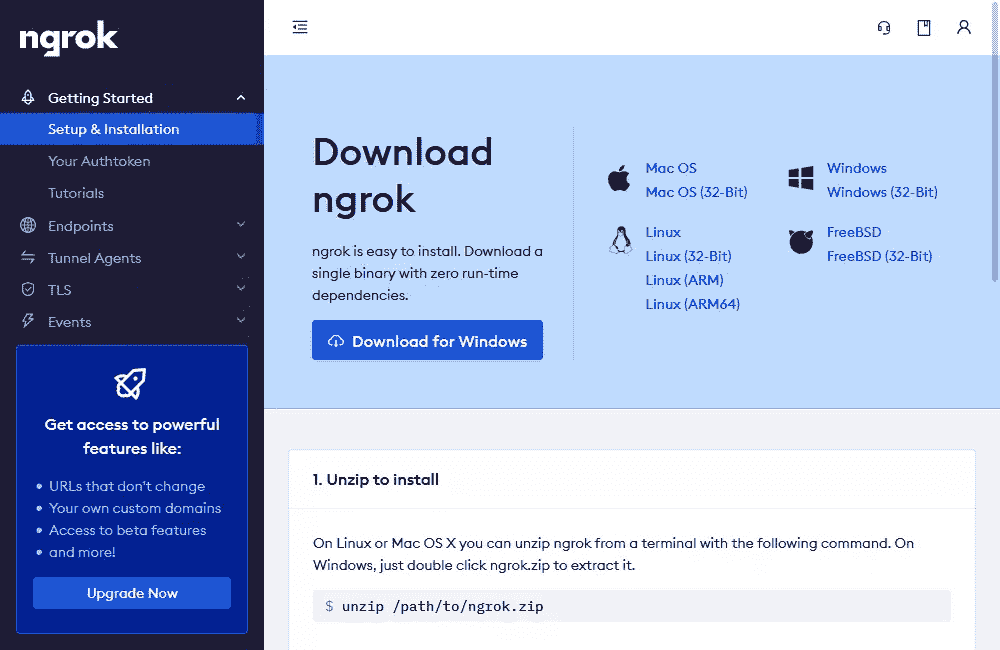 ngrok
Getting Started
Setup & Installation
Your Authtoken
Tutorials
Endpoints
Tunnel Agents
TLS
Events
Get access to powerful
features like:
• URLs that don't change
• Your own custom domains
• Access to beta features
• and more!
Upgrade Now
Download
ngrok
ngrok is easy to install. Download a
single binary with zero run-time
dependencies.
Download for Windows
Mac OS
Mac OS (32-Bit)
Linux
Linux (32-Bit)
Linux (ARM)
Linux (ARM64)
Windows
Windows (32-Bit)
FreeBSD
FreeBSD (32-Bit)
1. Unzip to install
On Linux or Mac OS X you can unzip ngrok from a terminal with the following command. On
Windows, just double click ngrok.zip to extract it.
$ unzip /path/to/ngrok.zip